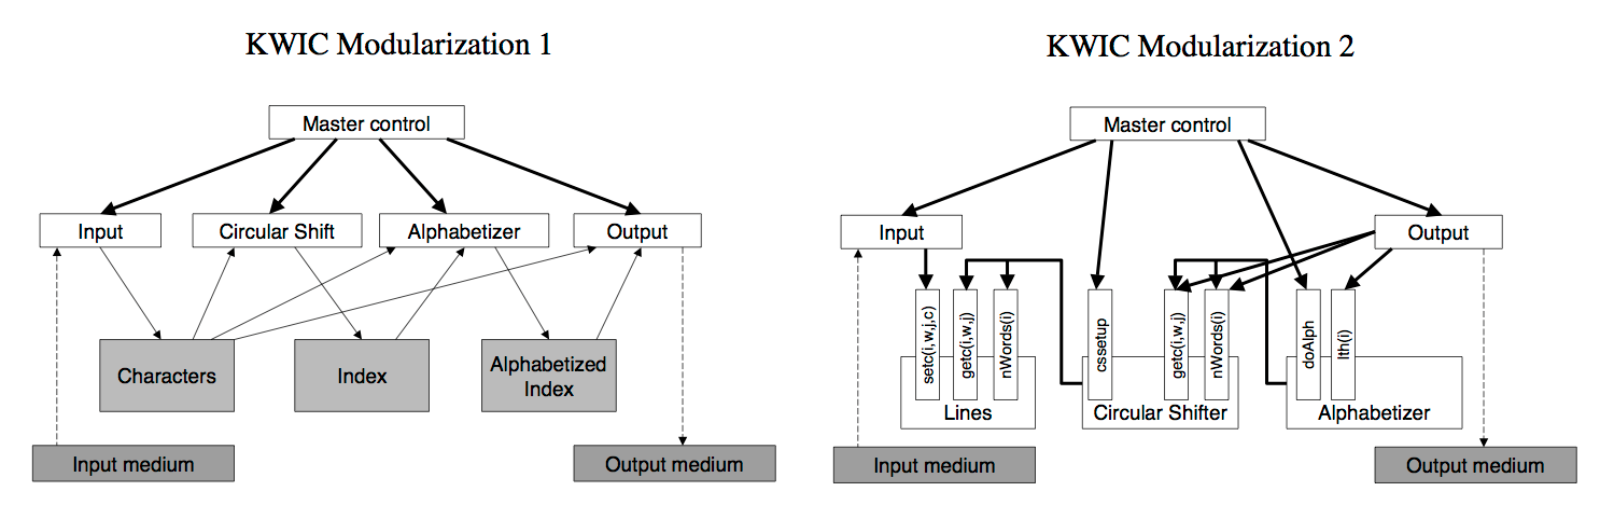 KWIC Modularization 1
Master control
Input
Circular Shift
Alphabetizer
Output
Characters
Index
Alphabetized
Index
Input medium
Output medium
KWIC Modularization 2
Master control
Input
Output
setc(i,w,j,c)
getc(i,w,j)
nWords(i)
cssetup
getc(i,w,j)
nWords(i)
doAlph
lth(i)
Lines
Circular Shifter
Alphabetizer
Input medium
Output medium